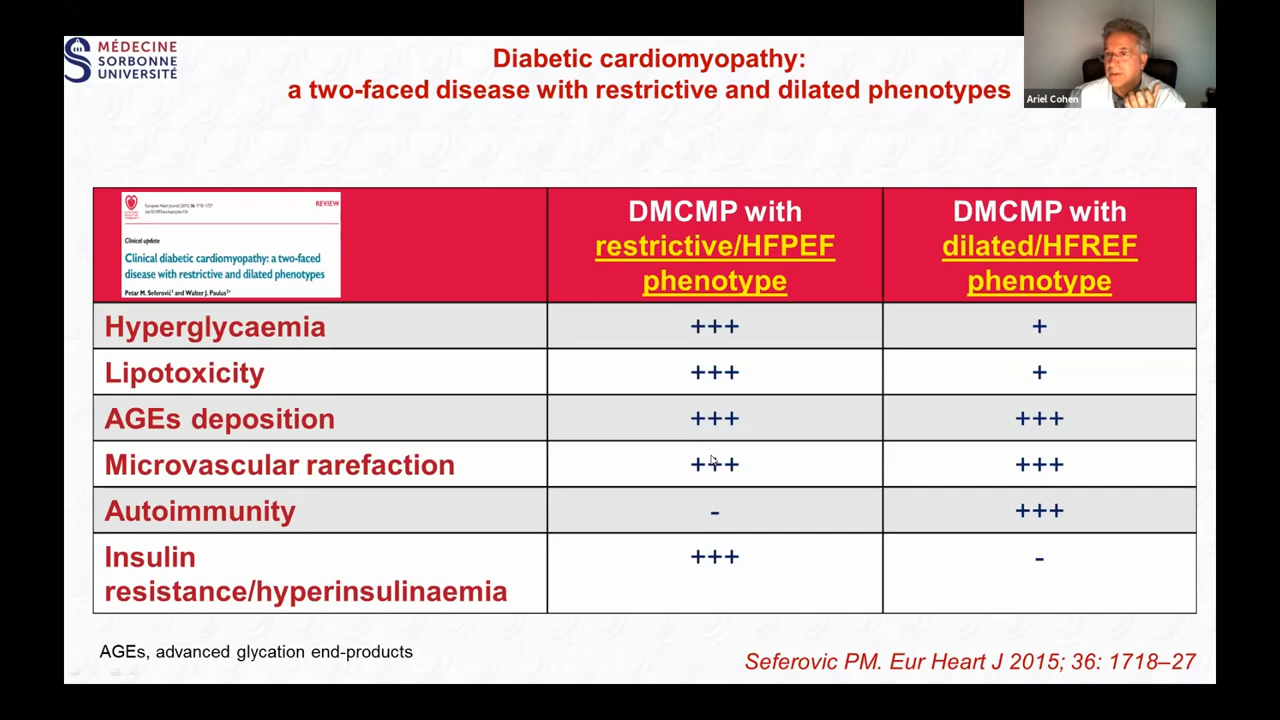 MÉDECINE
SORBONNE
UNIVERSITÉ
Diabetic cardiomyopathy:
a two-faced disease with restrictive and dilated phenotypes
Ariel Cohen
REVIEW
Clinical update
Clinical diabetic cardiomyopathy: a two-faced
disease with restrictive and dilated phenotypes
Petar M. Seferović¹ and Walter J. Paulus²*
DMCMP with
restrictive/HFPEF
phenotype
DMCMP with
dilated/HFREF
phenotype
Hyperglycaemia +++ +
Lipotoxicity +++ +
AGEs deposition +++ +++
Microvascular rarefaction +++ +++
Autoimmunity - +++
Insulin +++ -
resistance/hyperinsulinaemia
AGEs, advanced glycation end-products
Seferovic PM. Eur Heart J 2015; 36: 1718–27